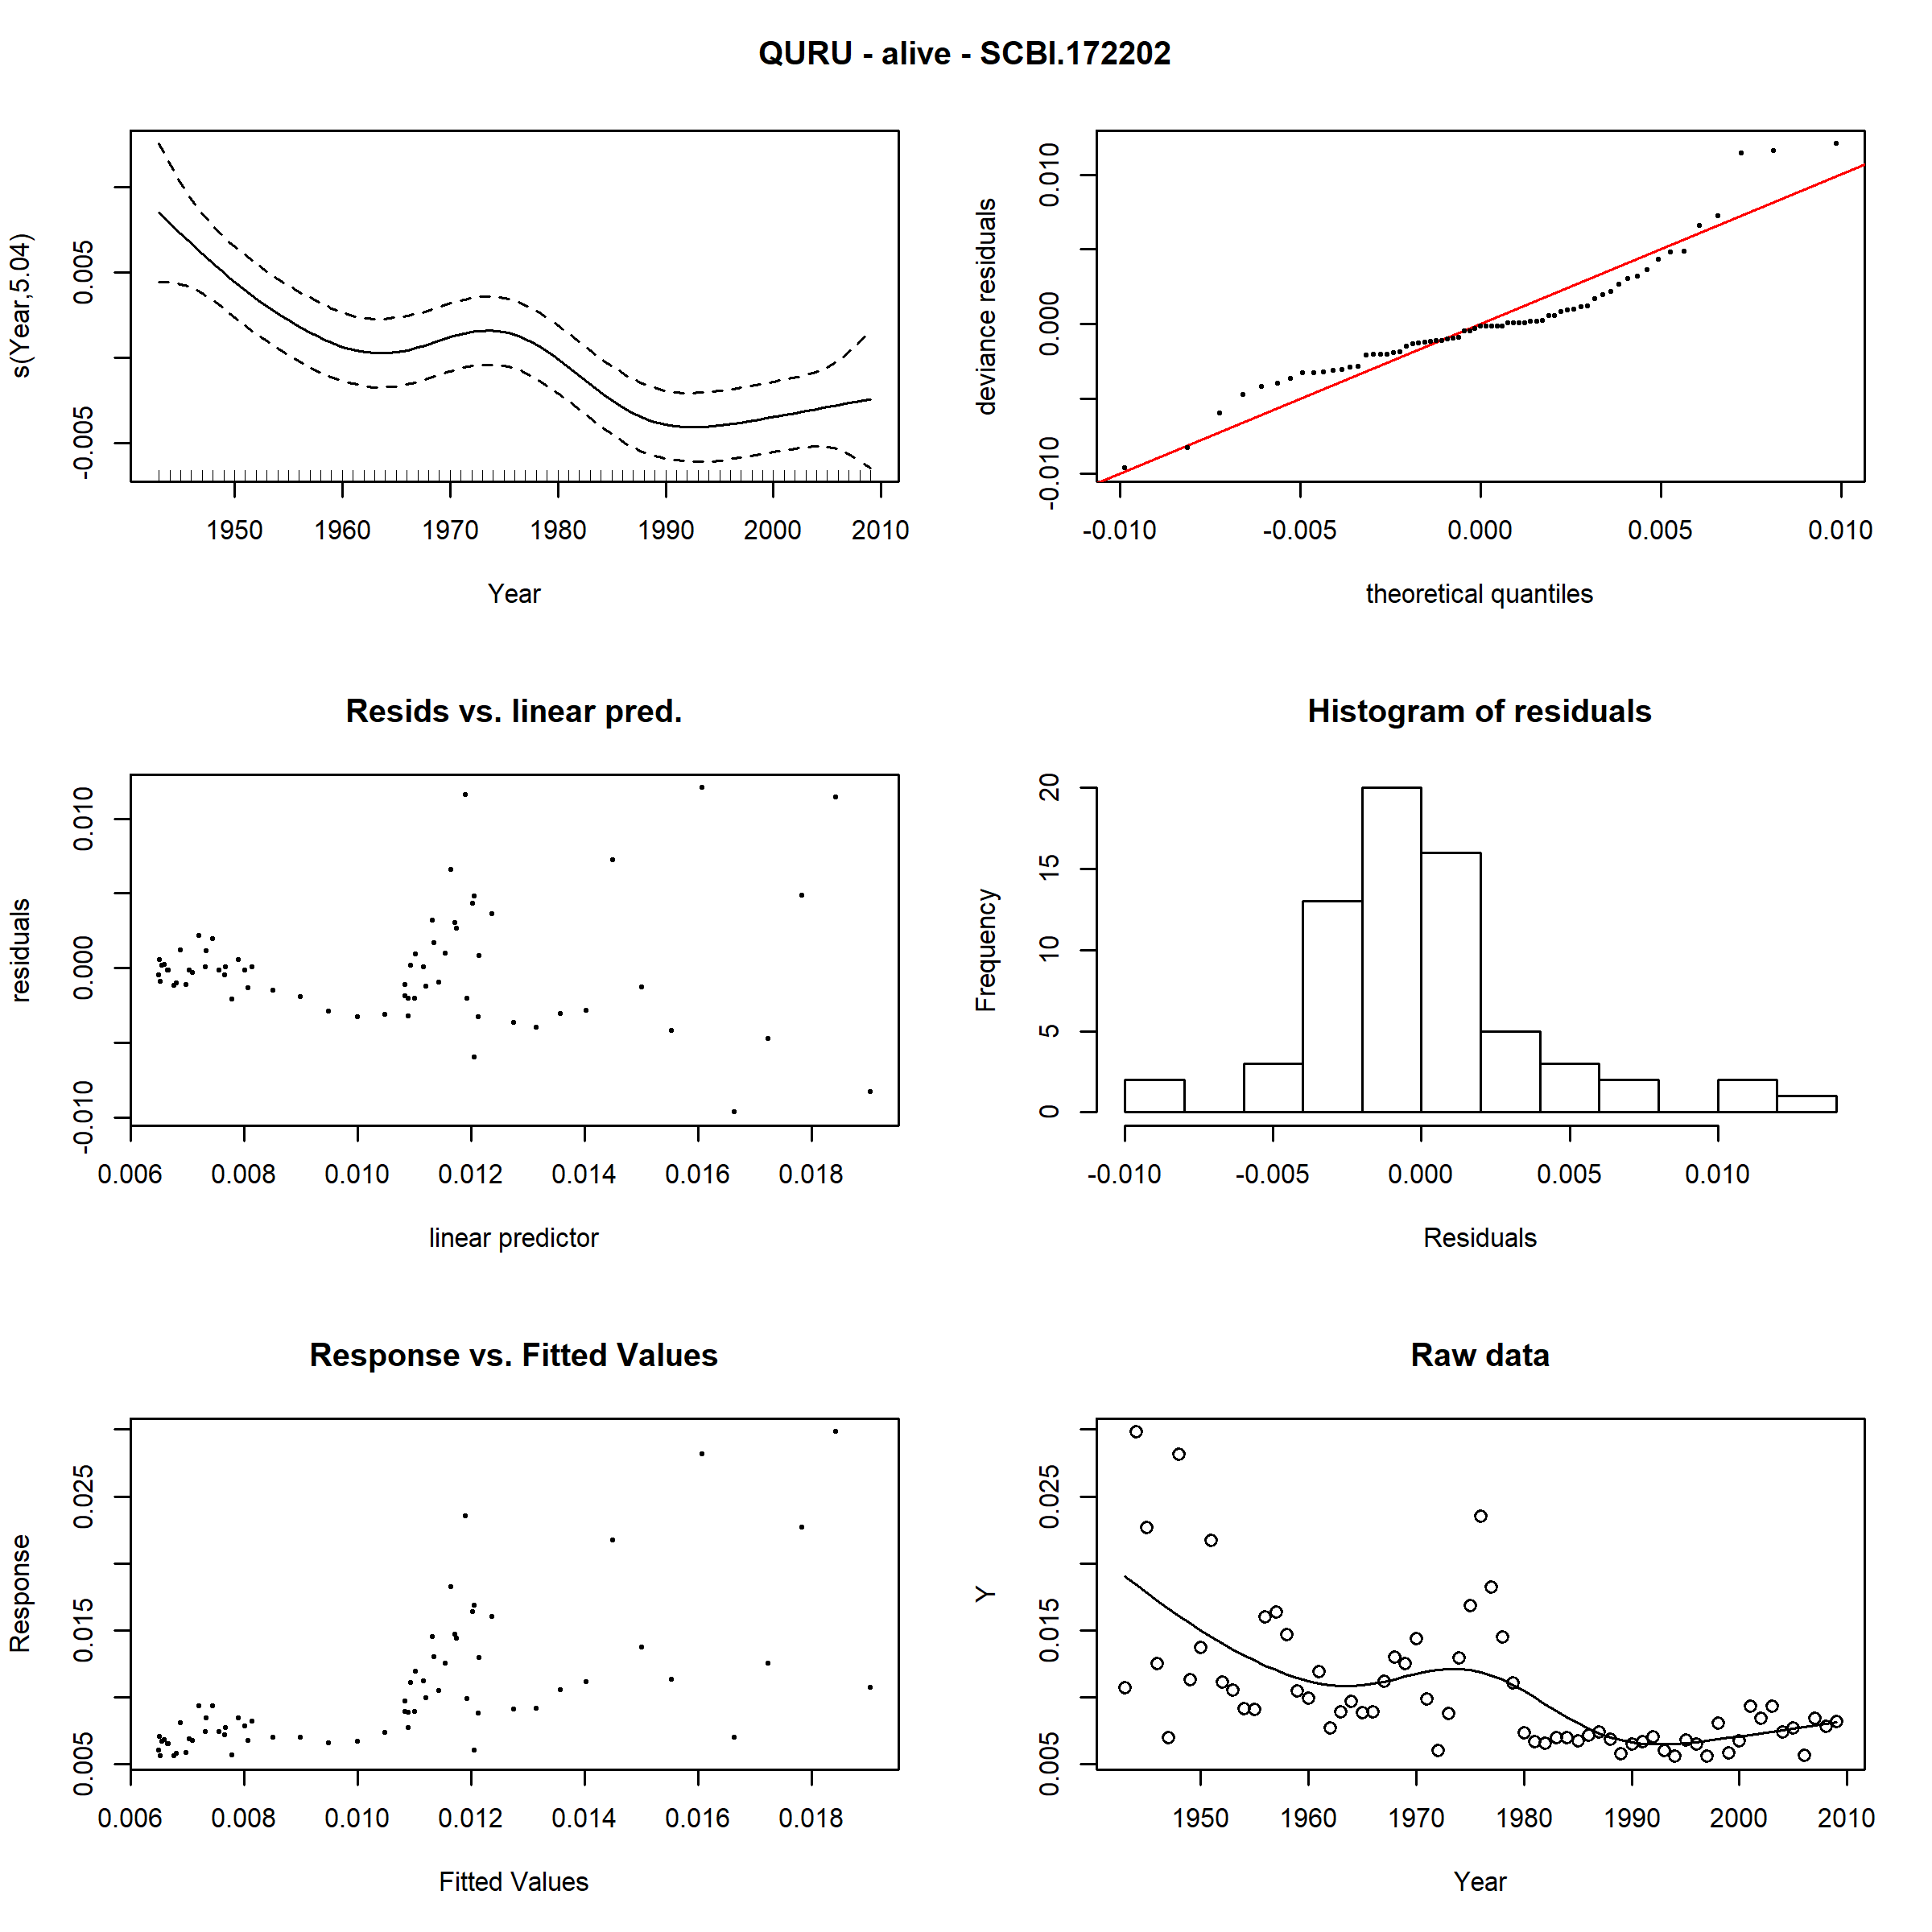 QURU - alive - SCBI.172202
s(Year,5.04)
-0.005 0.005
1950 1960 1970 1980 1990 2000 2010
Year
deviance residuals
-0.010 0.000 0.010
-0.010 -0.005 0.000 0.005 0.010
theoretical quantiles
Resids vs. linear pred.
residuals
-0.010 0.000 0.010
0.006 0.008 0.010 0.012 0.014 0.016 0.018
linear predictor
Histogram of residuals
Frequency
0 5 10 15 20
-0.010 -0.005 0.000 0.005 0.010
Residuals
Response vs. Fitted Values
Response
0.005 0.015 0.025
0.006 0.008 0.010 0.012 0.014 0.016 0.018
Fitted Values
Raw data
Y
0.005 0.015 0.025
1950 1960 1970 1980 1990 2000 2010
Year